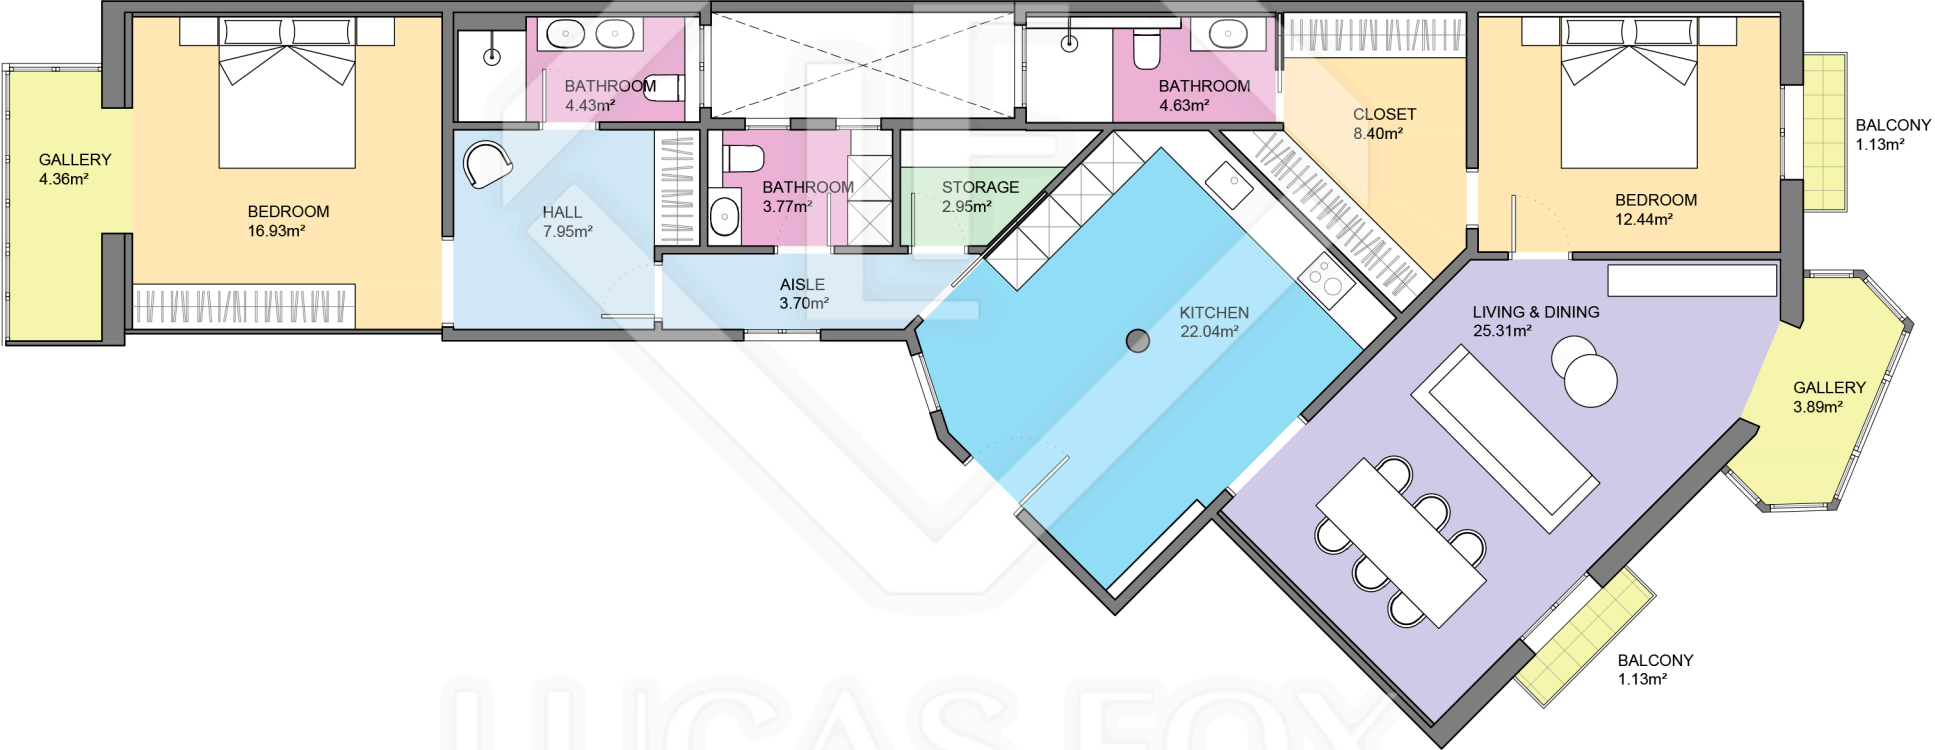 BATHROOM
4.43m²
BATHROOM
4.63m²
CLOSET
8.40m²
BALCONY
1.13m²
GALLERY
4.36m²
BATHROOM
3.77m²
STORAGE
2.95m²
BEDROOM
16.93m²
HALL
7.95m²
BEDROOM
12.44m²
AISLE
3.70m²
KITCHEN
22.04m²
LIVING & DINING
25.31m²
GALLERY
3.89m²
BALCONY
1.13m²
LUCAS FOX